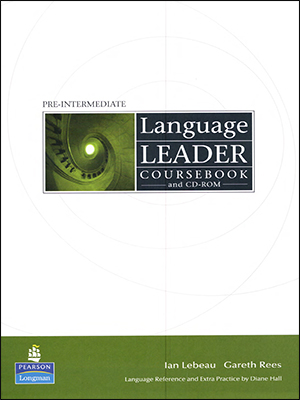 PRE-INTERMEDIATE
Language
LEADER
COURSEBOOK
and CD-ROM
Ian Lebeau Gareth Rees
Language Reference and Extra Practice by Diane Hall
PEARSON
Longman